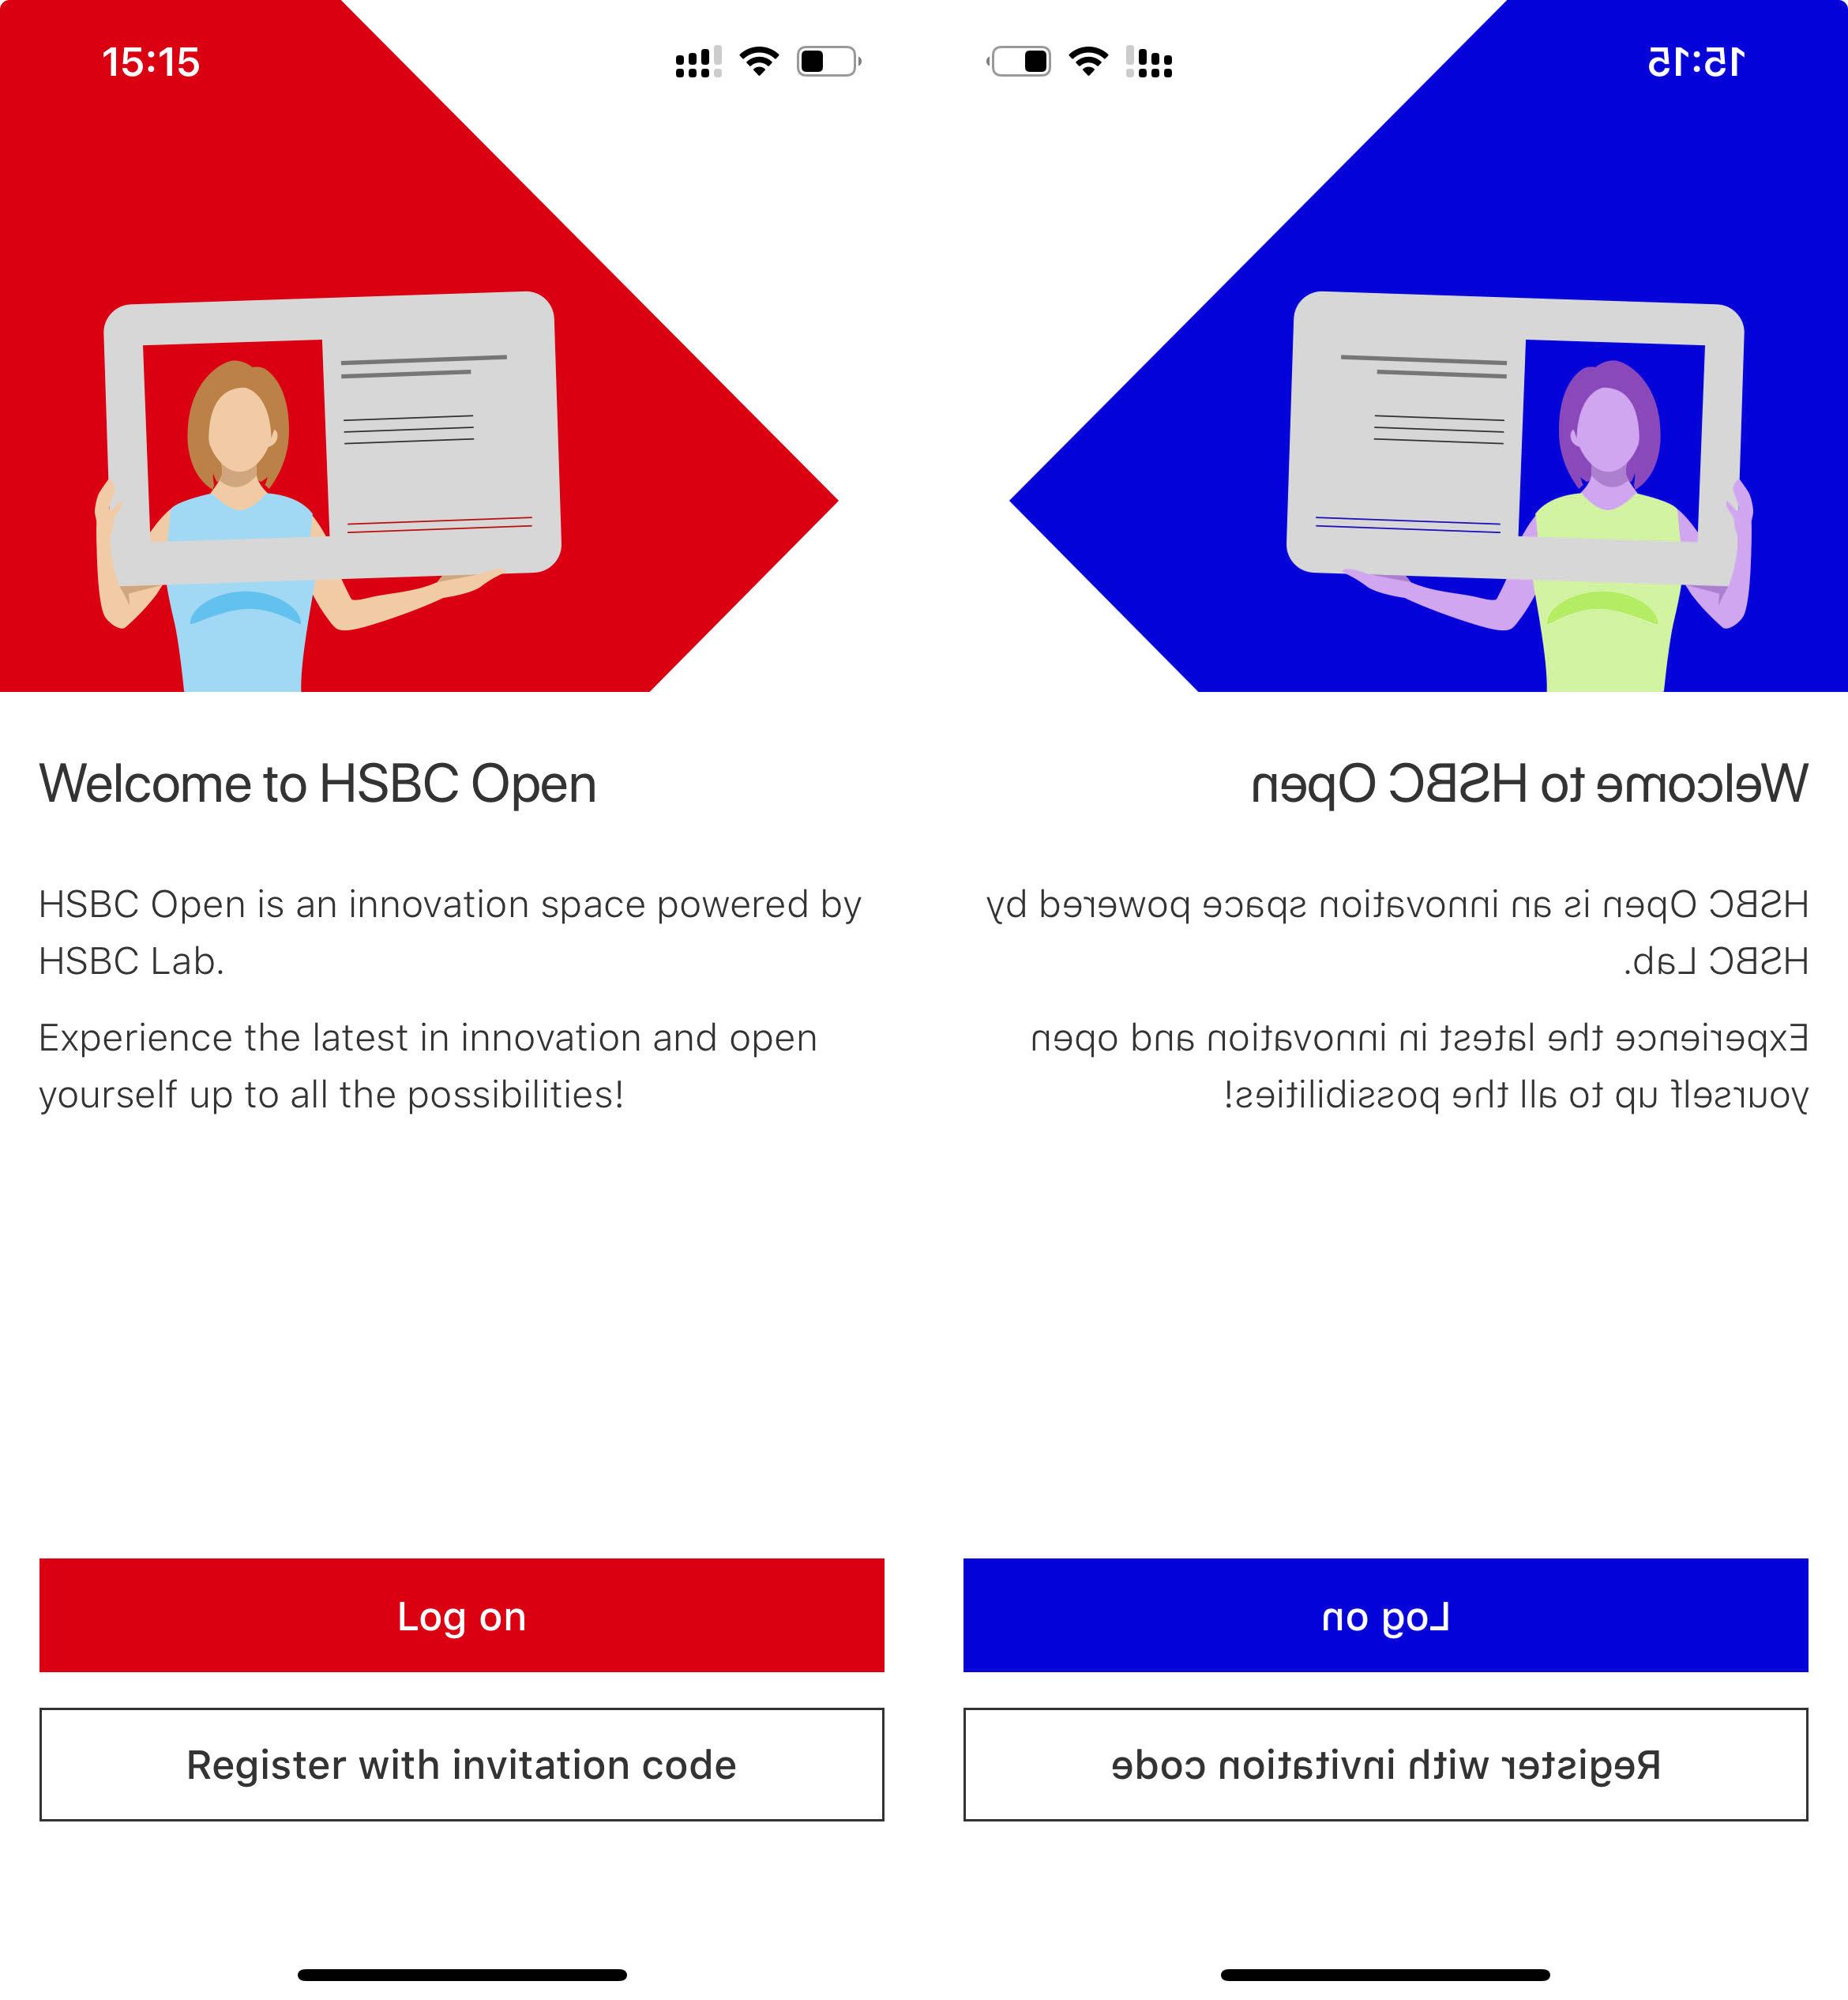 15:15
Welcome to HSBC Open
HSBC Open is an innovation space powered by
HSBC Lab.
Experience the latest in innovation and open
yourself up to all the possibilities!
Log on
Register with invitation code
15:15
Welcome to HSBC Open
HSBC Open is an innovation space powered by
HSBC Lab.
Experience the latest in innovation and open
yourself up to all the possibilities!
Log on
Register with invitation code